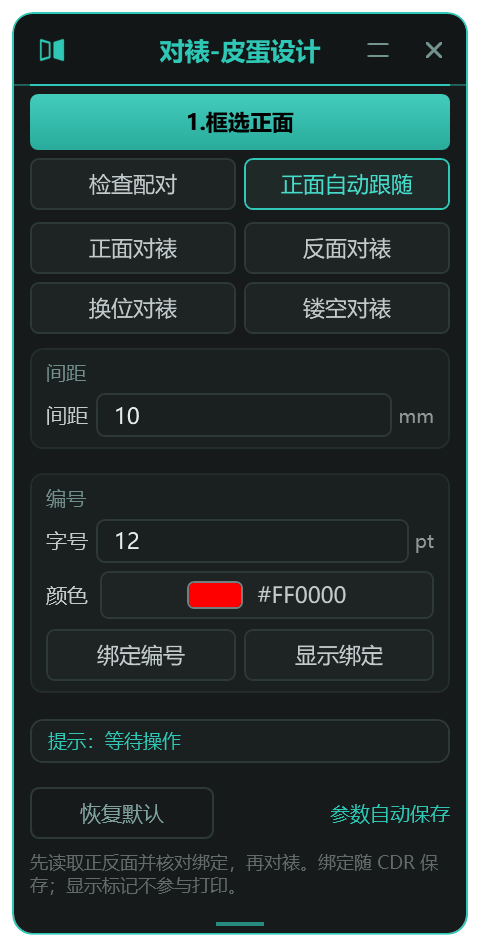 对裱-皮蛋设计
1.框选正面
检查配对
正面自动跟随
正面对裱
反面对裱
换位对裱
镂空对裱
间距
间距 10 mm
编号
字号 12 pt
颜色 #FF0000
绑定编号
显示绑定
提示：等待操作
恢复默认
参数自动保存
先读取正反面并核对绑定，再对裱。绑定随 CDR 保
存；显示标记不参与打印。